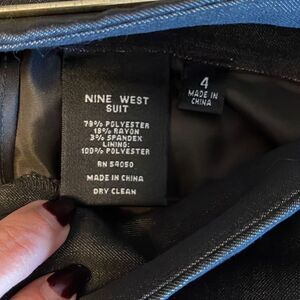 NINE WEST
SUIT
79% POLYESTER
18% RAYON
3% SPANDEX
LINING:
100% POLYESTER
RN 54050
MADE IN CHINA
DRY CLEAN
4
MADE IN
CHINA